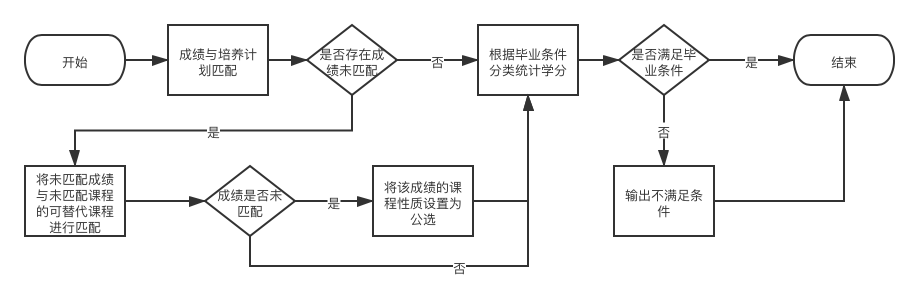 开始
成绩与培养计
划匹配
是否存在成
绩未匹配
否
根据毕业条件
分类统计学分
是否满足毕
业条件
是
结束
是
否
将未匹配成绩
与未匹配课程
的可替代课程
进行匹配
成绩是否未
匹配
是
将该成绩的课
程性质设置为
公选
输出不满足条
件
否